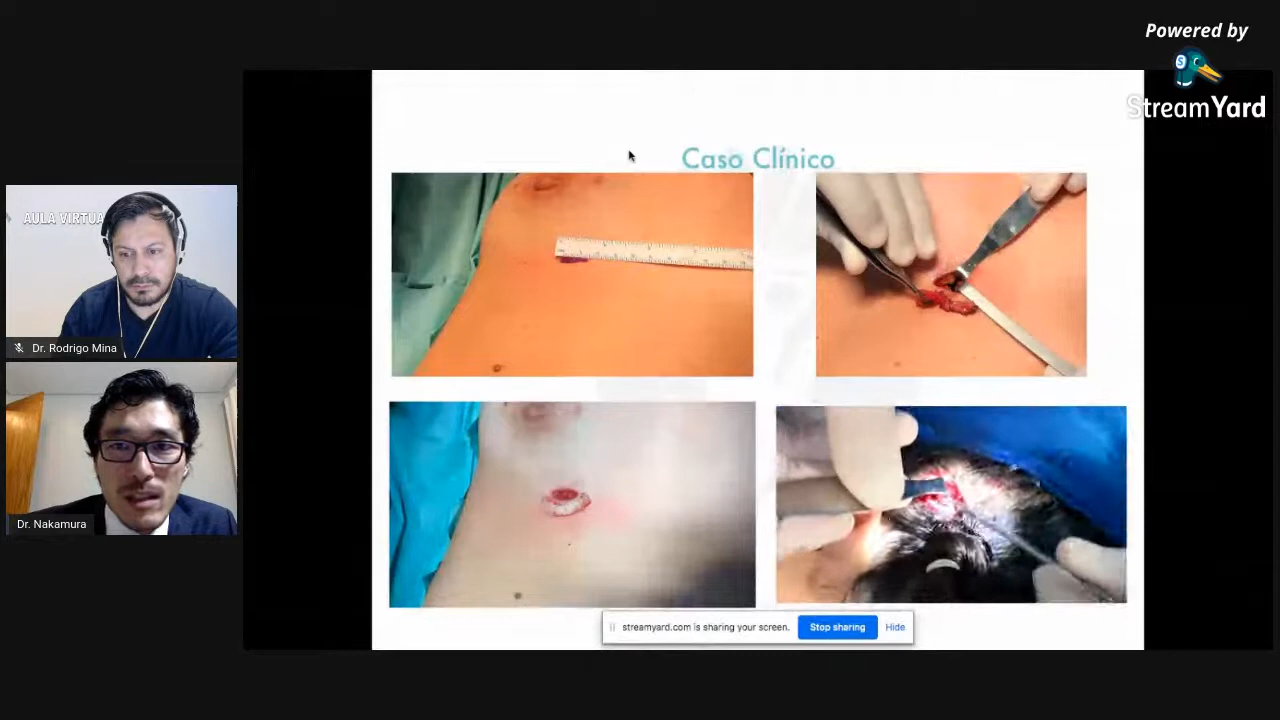 Powered by
StreamYard
Caso Clínico
AULA VIRTUA
Dr. Rodrigo Mina
Dr. Nakamura
streamyard.com is sharing your screen.
Stop sharing
Hide